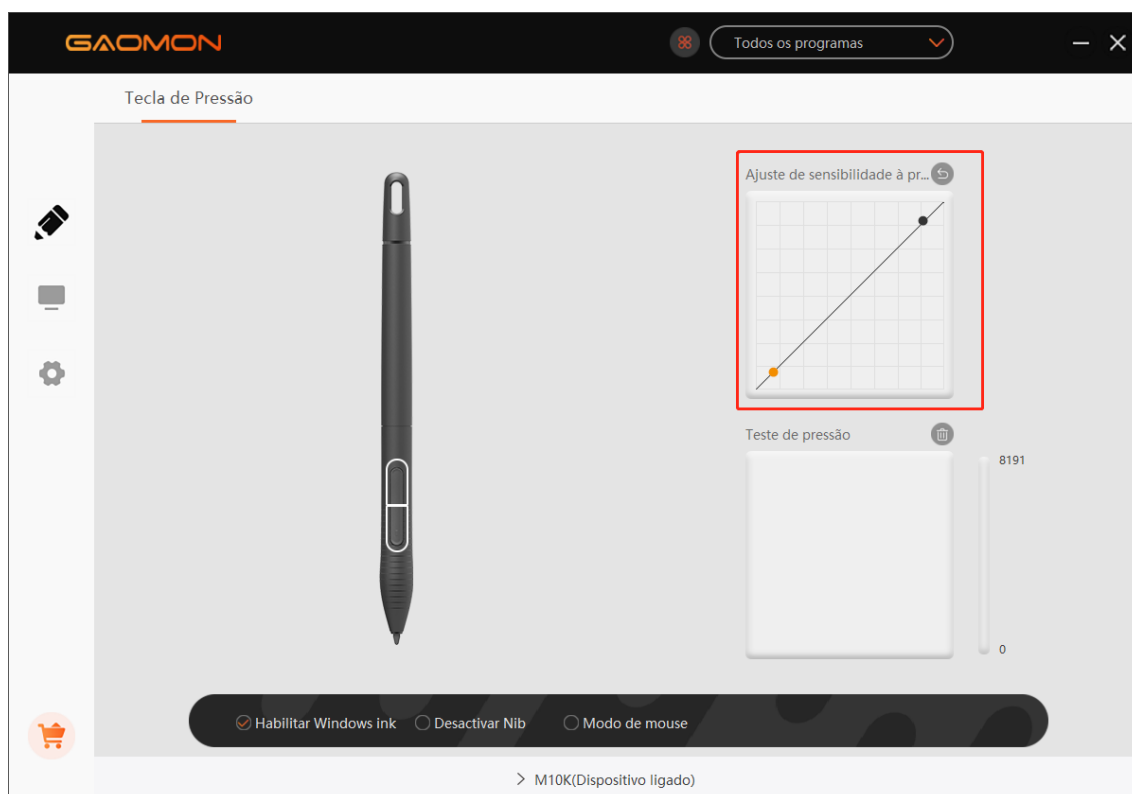 GAOMON
Todos os programas
Tecla de Pressão
Ajuste de sensibilidade à pr...
Teste de pressão
8191
0
Habilitar Windows ink
Desactivar Nib
Modo de mouse
M10K(Dispositivo ligado)